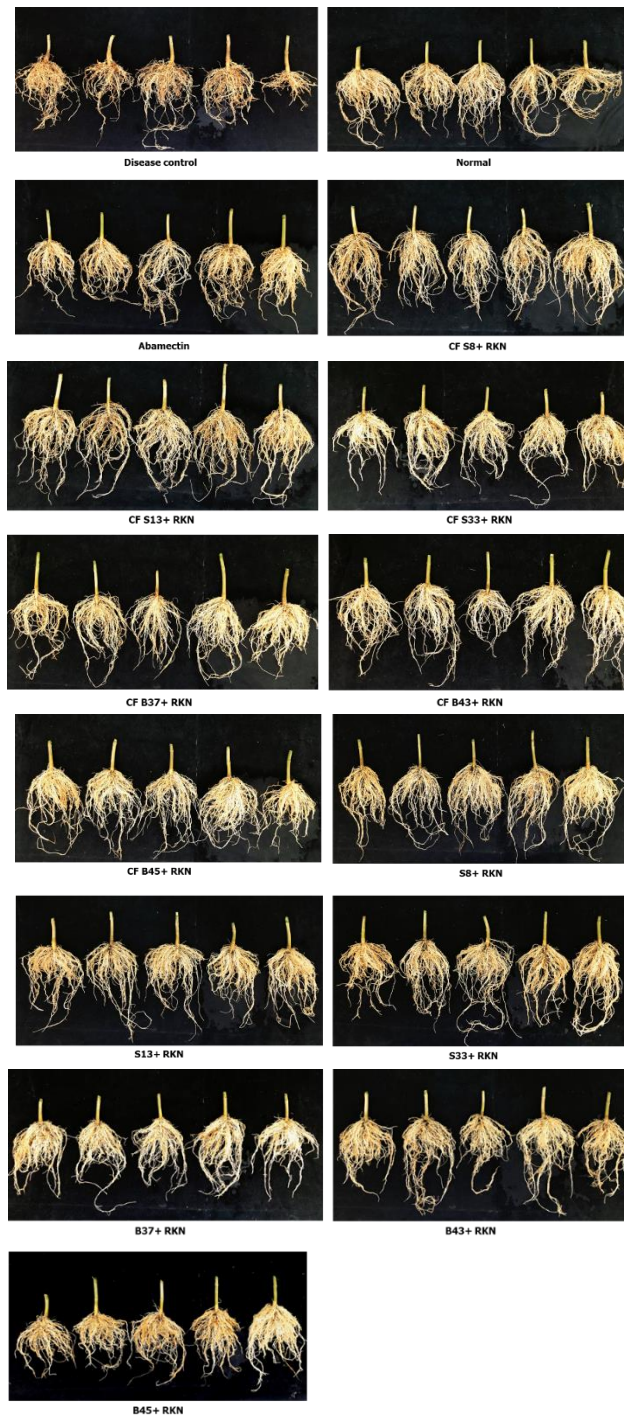 Disease control
Normal
Abamectin
CF S8+ RKN
CF S13+ RKN
CF S33+ RKN
CF B37+ RKN
CF B43+ RKN
CF B45+ RKN
S8+ RKN
S13+ RKN
S33+ RKN
B37+ RKN
B43+ RKN
B45+ RKN